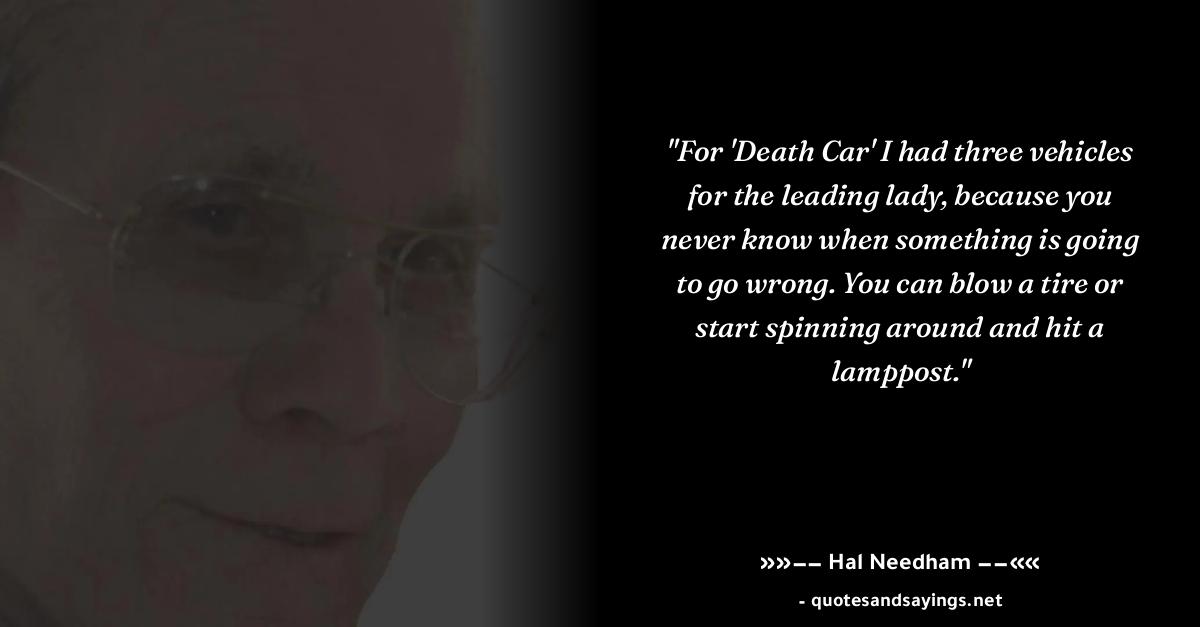 "For 'Death Car' I had three vehicles
for the leading lady, because you
never know when something is going
to go wrong. You can blow a tire or
start spinning around and hit a
lamppost."
»»−− Hal Needham −−««
- quotesandsayings.net